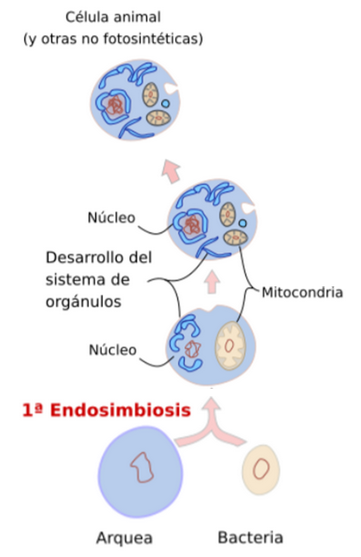 Célula animal
(y otras no fotosintéticas)
Núcleo
Desarrollo del
sistema de
orgánulos
Mitocondria
Núcleo
1ª Endosimbiosis
Arquea
Bacteria